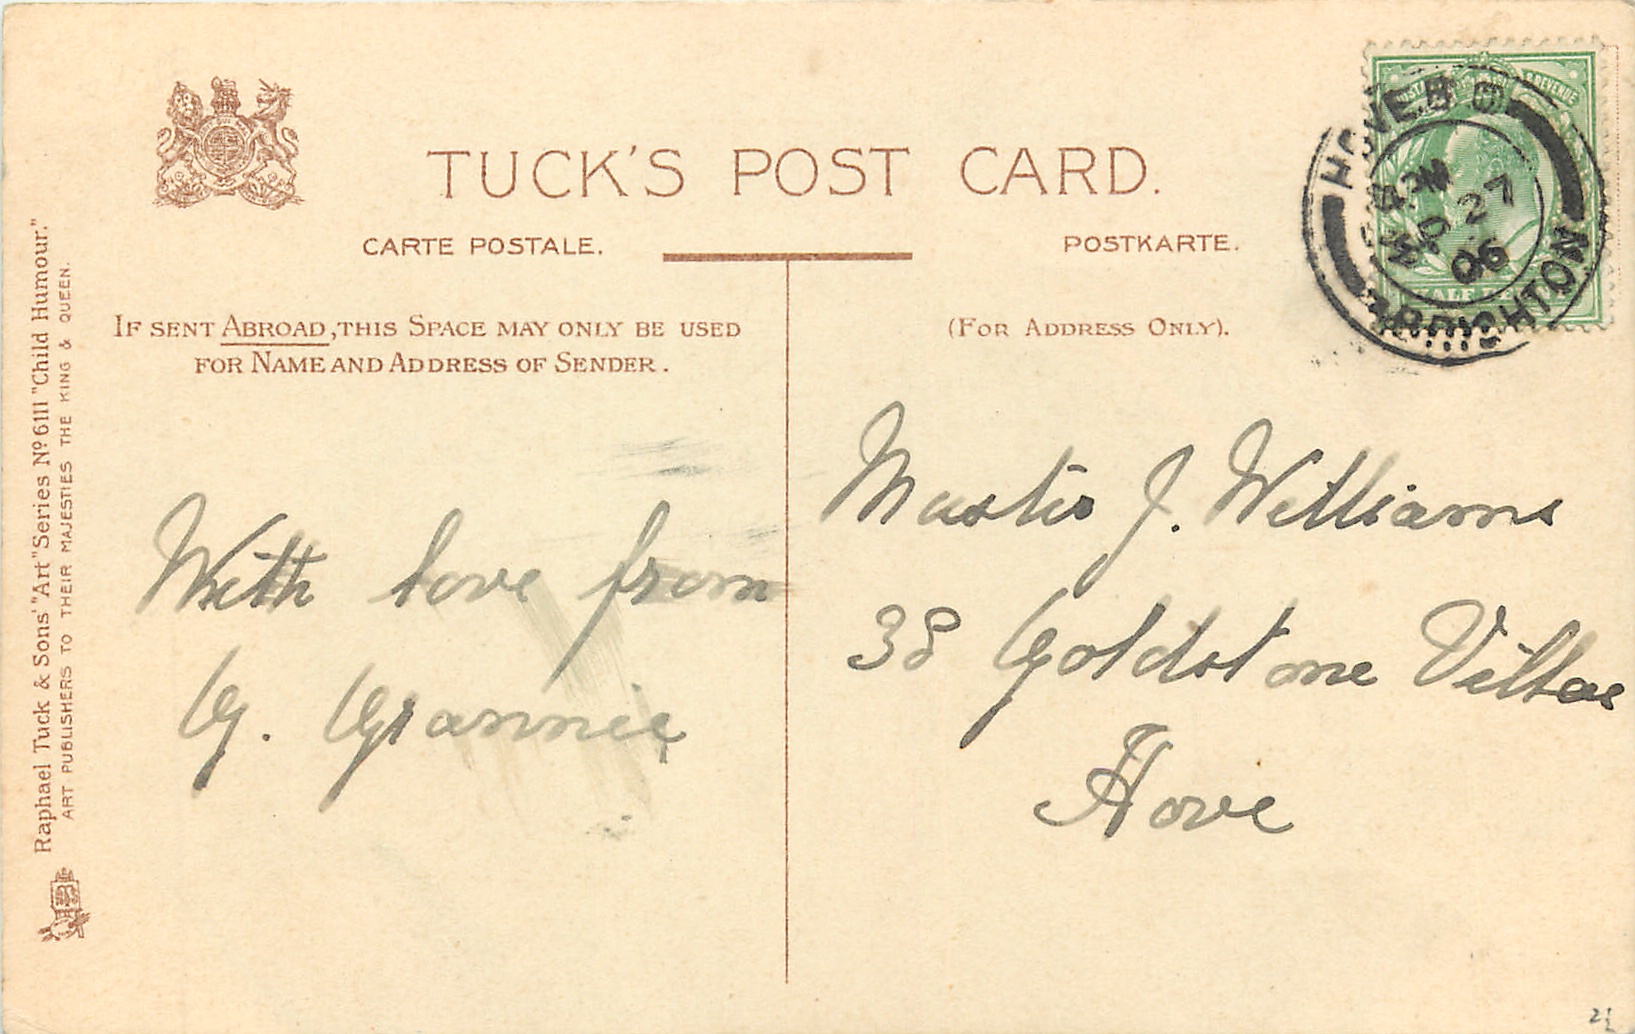 TUCK'S POST CARD.
CARTE POSTALE.
POSTKARTE.
IF SENT ABROAD, THIS SPACE MAY ONLY BE USED
FOR NAME AND ADDRESS OF SENDER.
(FOR ADDRESS ONLY).
HOVE B.O.
27
06
BRIGHTON
REVENUE
With love from
G. Grannie
Master J. Williams
38 Goldstone Villas
Hove
Raphael Tuck & Sons' "Art" Series No 6111 "Child Humour."
ART PUBLISHERS TO THEIR MAJESTIES THE KING & QUEEN.